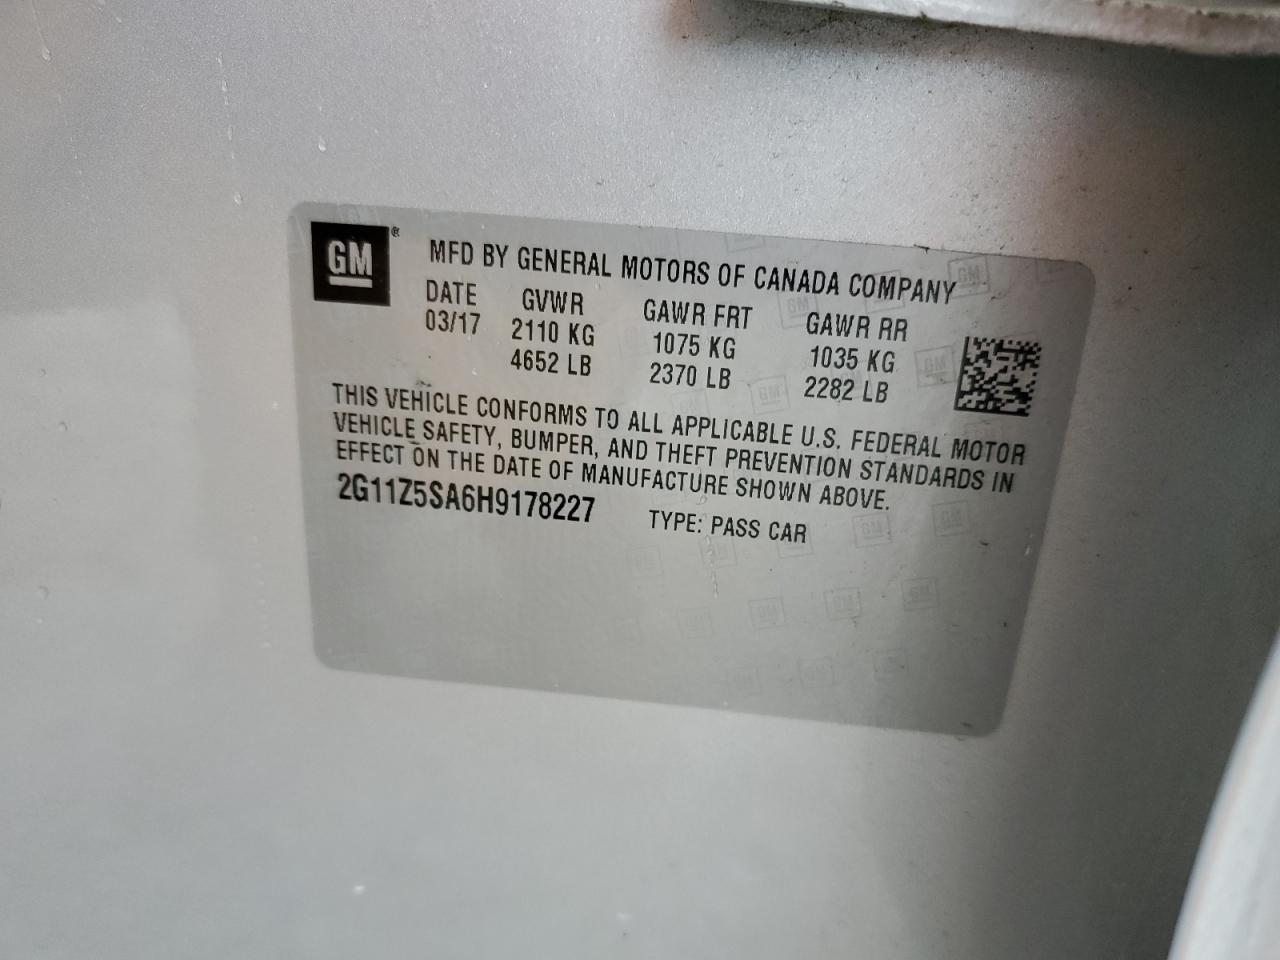 GM ®
MFD BY GENERAL MOTORS OF CANADA COMPANY
DATE GVWR GAWR FRT GAWR RR
03/17 2110 KG 1075 KG 1035 KG
4652 LB 2370 LB 2282 LB
THIS VEHICLE CONFORMS TO ALL APPLICABLE U.S. FEDERAL MOTOR
VEHICLE SAFETY, BUMPER, AND THEFT PREVENTION STANDARDS IN
EFFECT ON THE DATE OF MANUFACTURE SHOWN ABOVE.
2G11Z5SA6H9178227 TYPE: PASS CAR